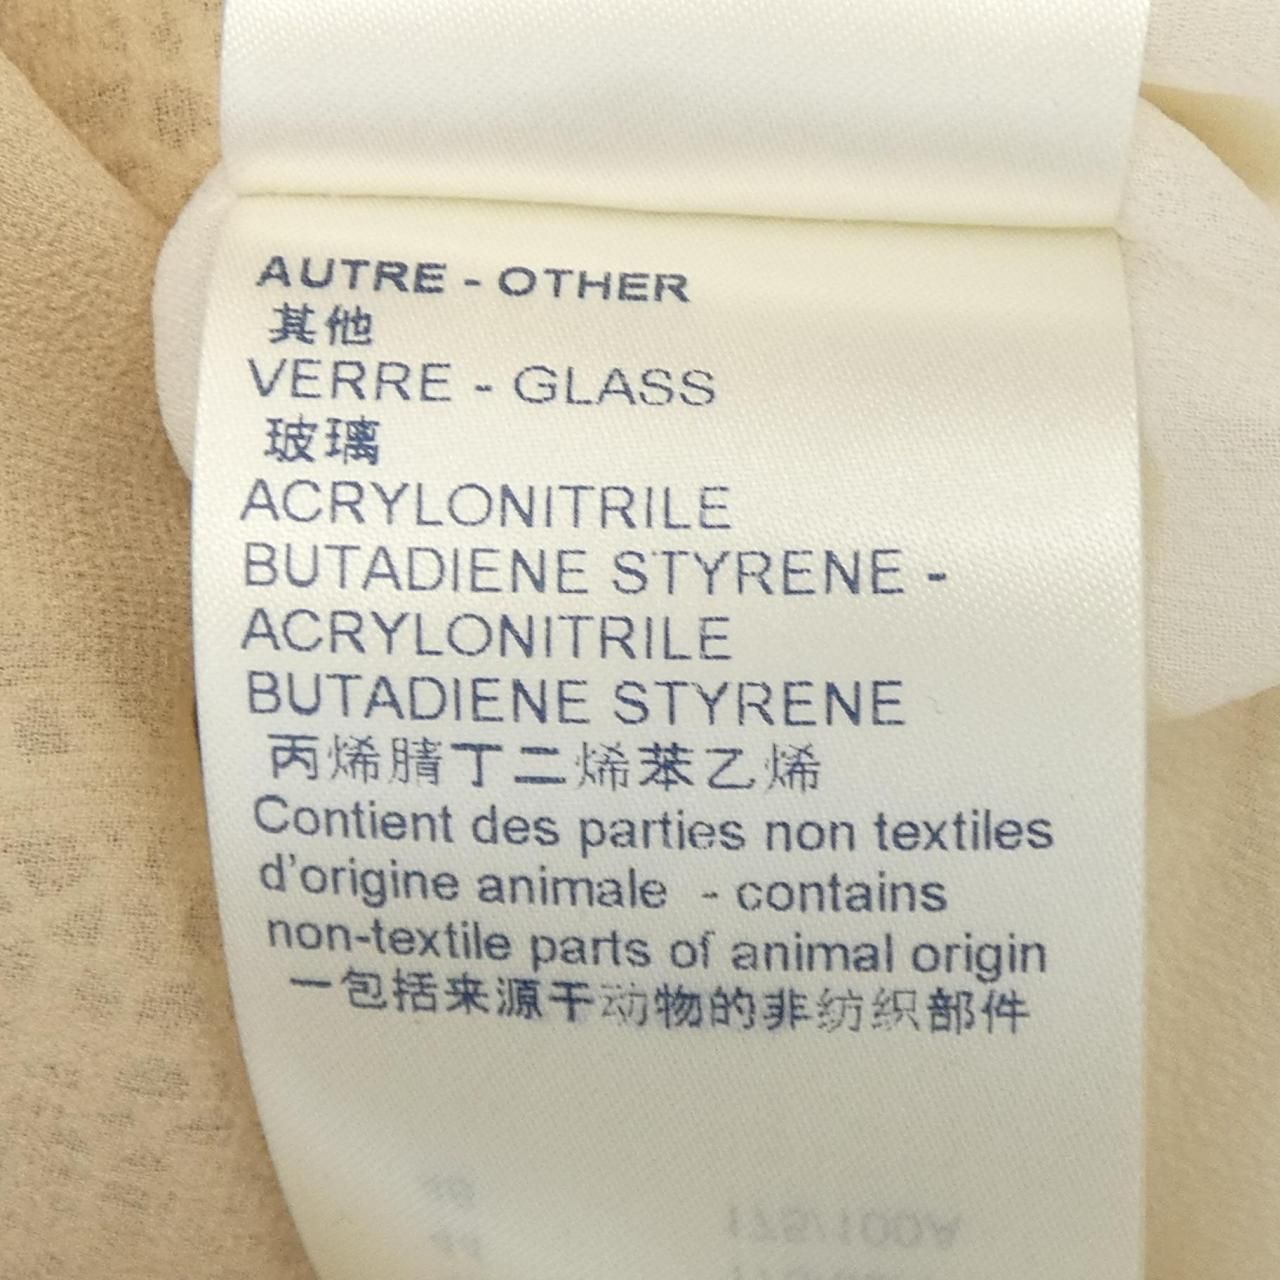 AUTRE - OTHER
其他
VERRE - GLASS
玻璃
ACRYLONITRILE
BUTADIENE STYRENE -
ACRYLONITRILE
BUTADIENE STYRENE
丙烯腈丁二烯苯乙烯
Contient des parties non textiles
d'origine animale - contains
non-textile parts of animal origin
一包括来源于动物的非纺织部件
175/100A